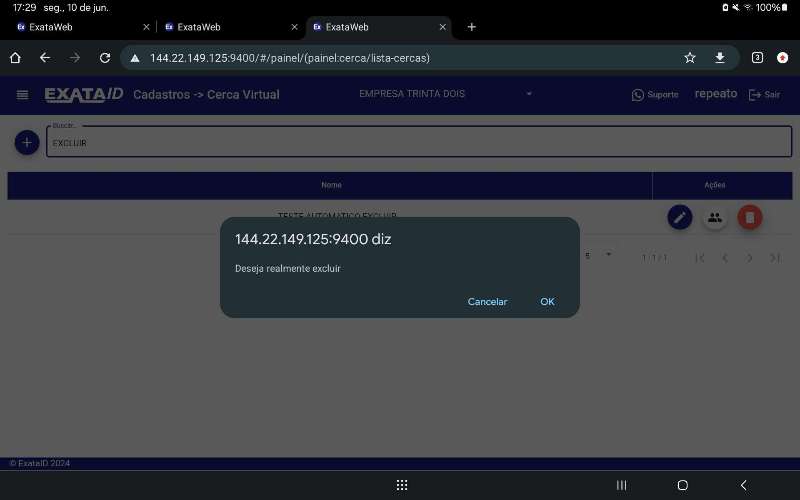 17:29 seg., 10 de jun.
100%
ExataWeb
ExataWeb
ExataWeb
144.22.149.125:9400/#/painel/(painel:cerca/lista-cercas)
3
EXATAID
Cadastros -> Cerca Virtual
EMPRESA TRINTA DOIS
Suporte
repeato
Sair
Buscar...
EXCLUIR
Nome
Ações
TESTE AUTOMATICO EXCLUIR
144.22.149.125:9400 diz
Deseja realmente excluir
Cancelar
OK
5
1 - 1 / 1
© ExataID 2024